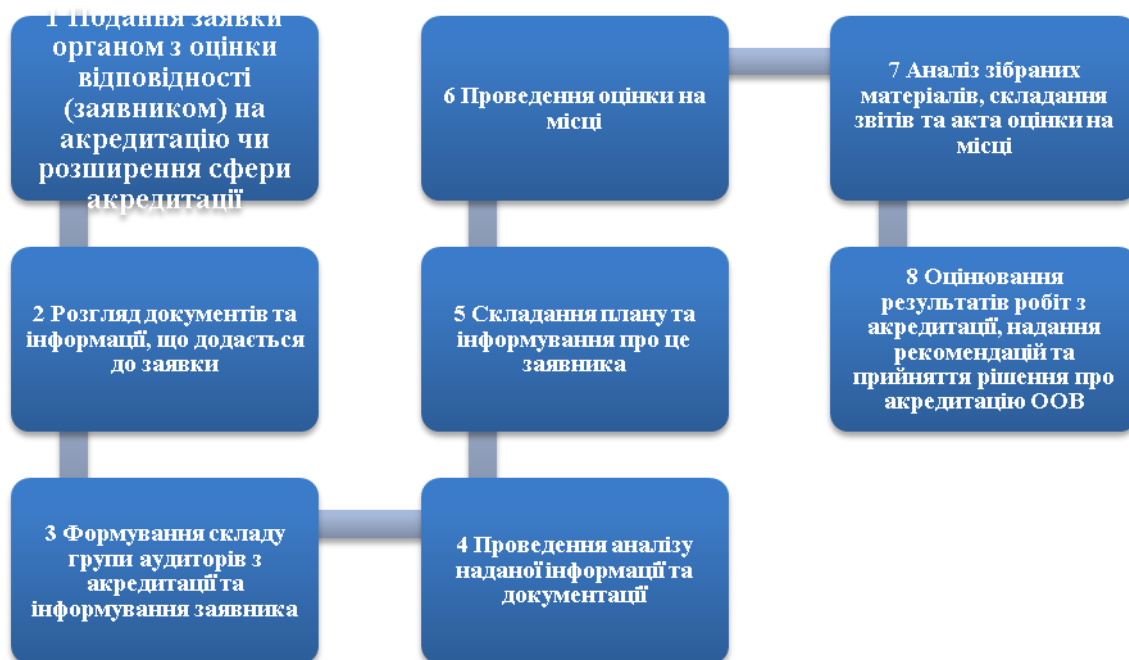 1 Подання заявки
органом з оцінки
відповідності
(заявником) на
акредитацію чи
розширення сфери
акредитації
2 Розгляд документів та
інформації, що додається
до заявки
3 Формування складу
групи аудиторів з
акредитації та
інформування заявника
4 Проведення аналізу
наданої інформації та
документації
5 Складання плану та
інформування про це
заявника
6 Проведення оцінки на
місці
7 Аналіз зібраних
матеріалів, складання
звітів та акта оцінки на
місці
8 Оцінювання
результатів робіт з
акредитації, надання
рекомендацій та
прийняття рішення про
акредитацію ООВ